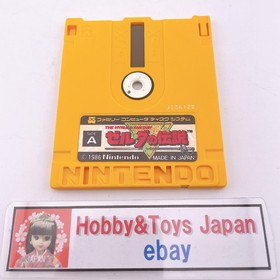 ファミリー コンピュータ ディスク システム
THE HYRULE FANTASY
ゼルダの伝説
A
© 1986 Nintendo
MADE IN JAPAN
NINTENDO
Hobby&Toys Japan
ebay